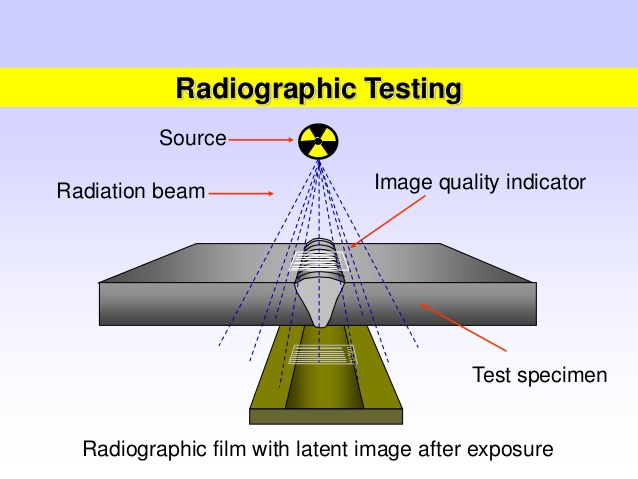 Radiographic Testing
Source
Radiation beam
Image quality indicator
Test specimen
Radiographic film with latent image after exposure